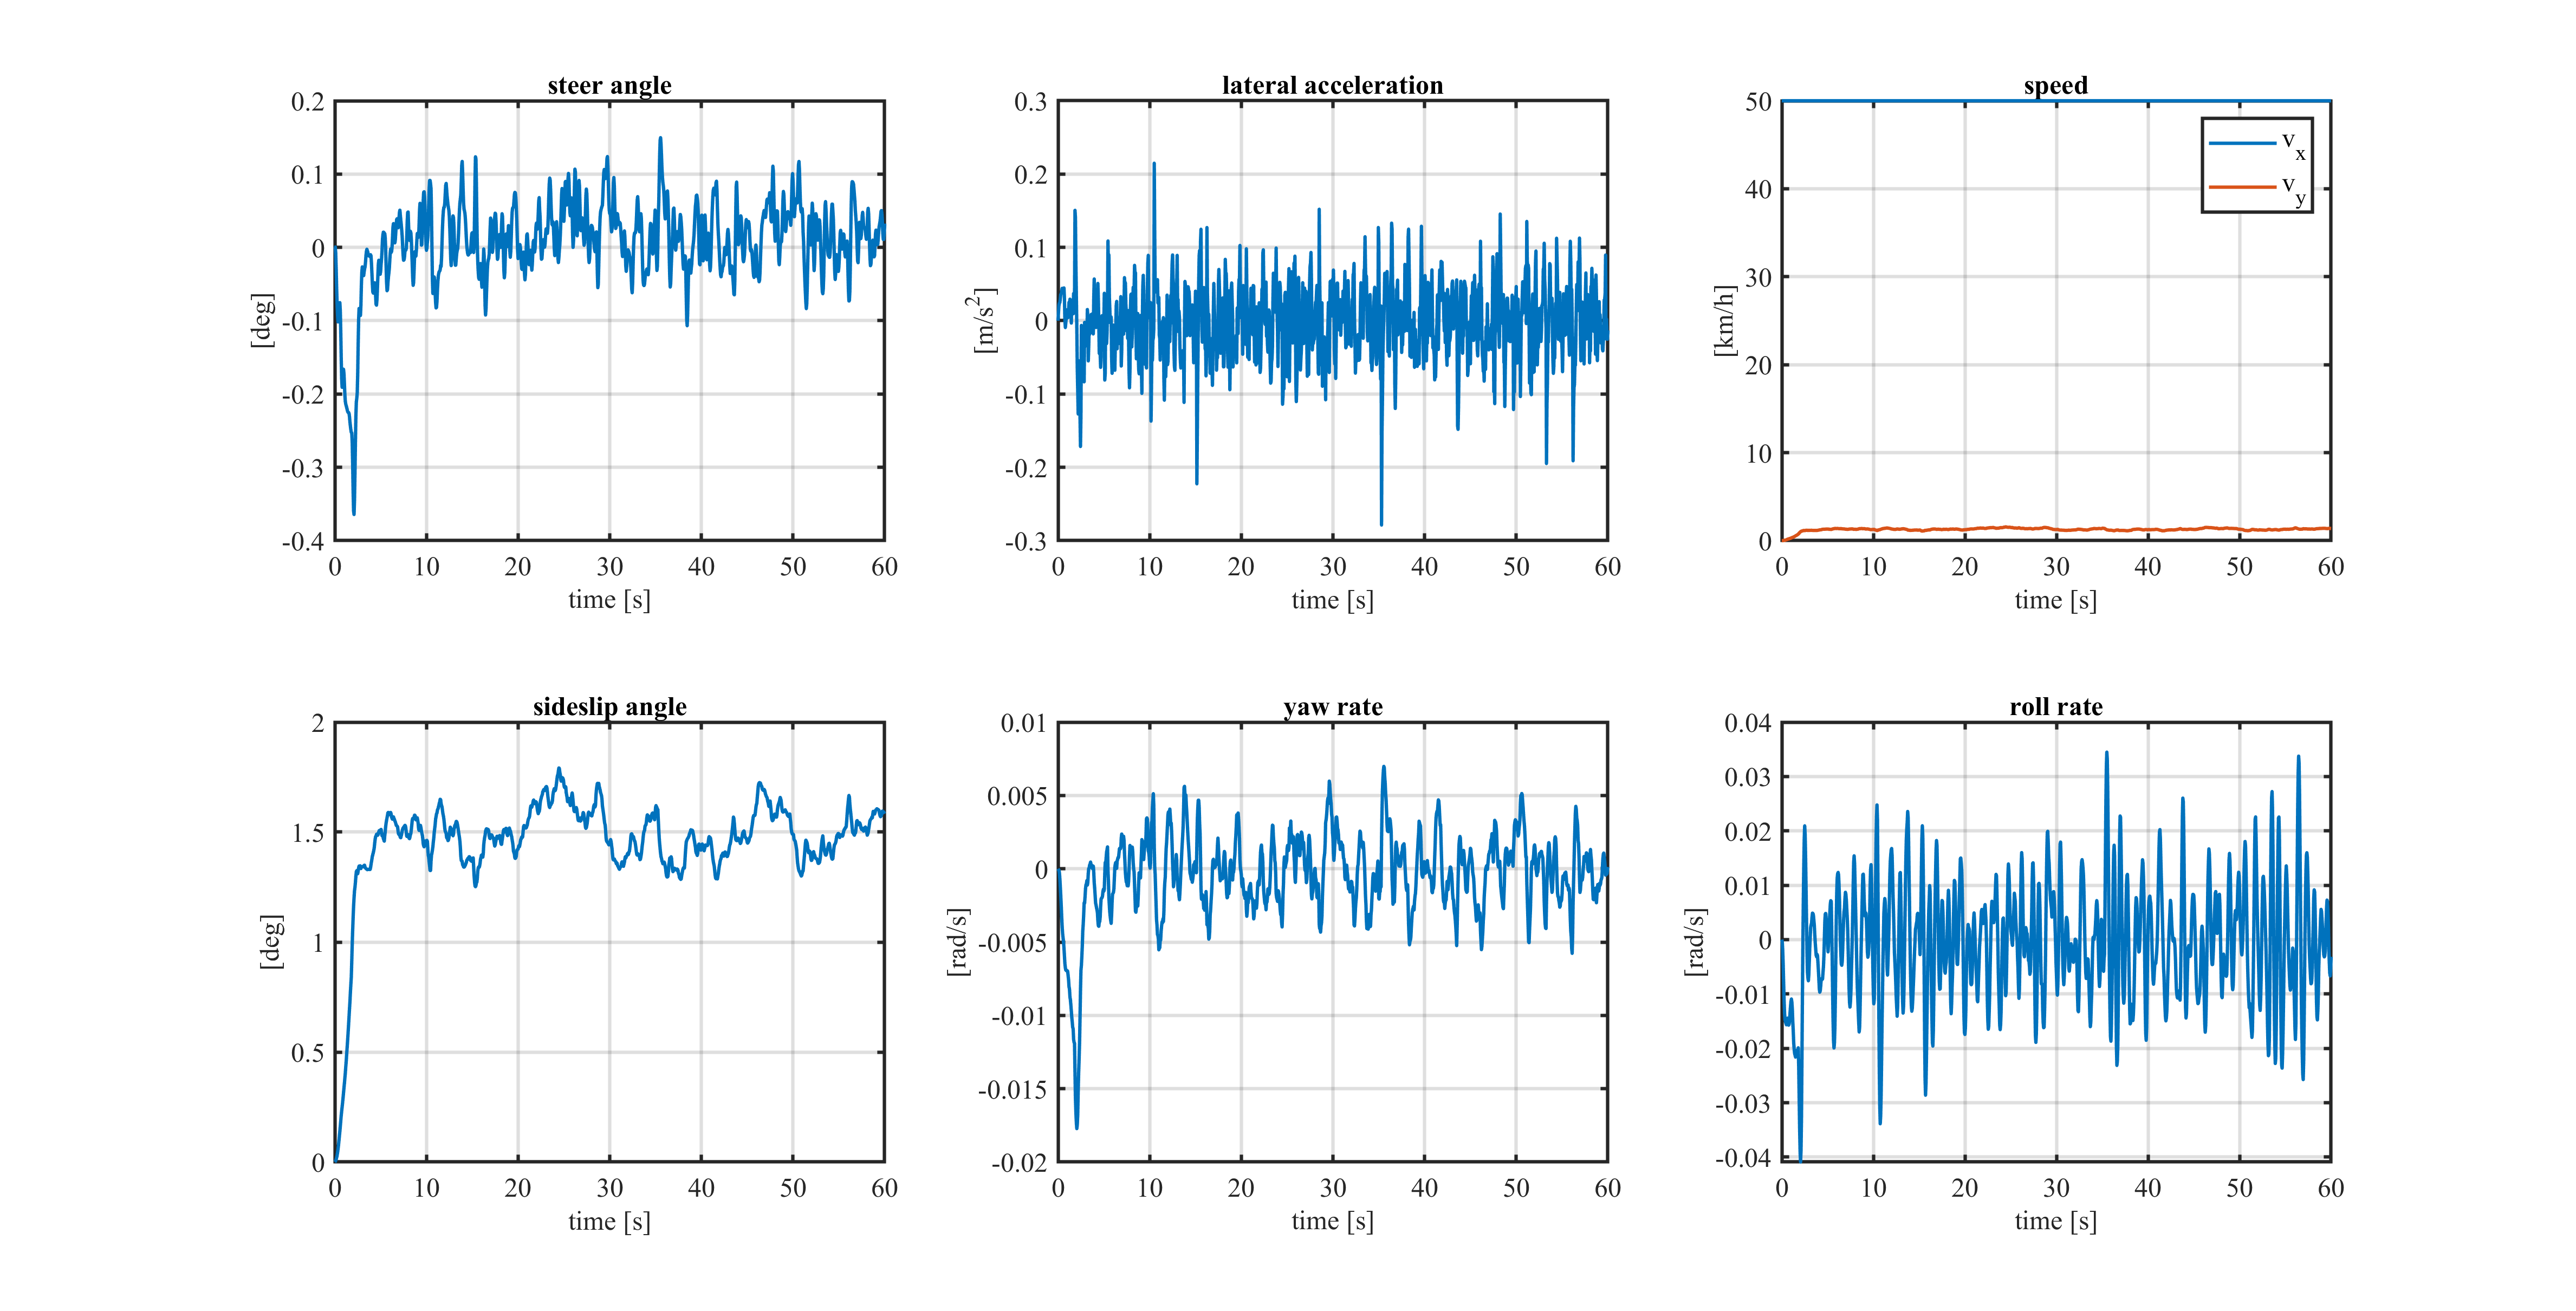 steer angle
0.2
0.1
0
-0.1
-0.2
-0.3
-0.4
[deg]
0 10 20 30 40 50 60
time [s]
lateral acceleration
0.3
0.2
0.1
0
-0.1
-0.2
-0.3
[m/s²]
0 10 20 30 40 50 60
time [s]
speed
50
40
30
20
10
0
[km/h]
v_x
v_y
0 10 20 30 40 50 60
time [s]
sideslip angle
2
1.5
1
0.5
0
[deg]
0 10 20 30 40 50 60
time [s]
yaw rate
0.01
0.005
0
-0.005
-0.01
-0.015
-0.02
[rad/s]
0 10 20 30 40 50 60
time [s]
roll rate
0.04
0.03
0.02
0.01
0
-0.01
-0.02
-0.03
-0.04
[rad/s]
0 10 20 30 40 50 60
time [s]